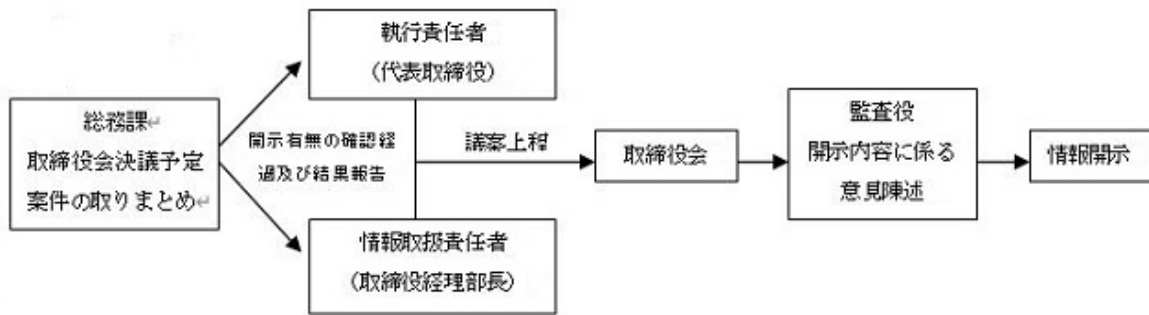 総務課↵
取締役会決議予定
案件の取りまとめ↵
執行責任者
(代表取締役)
開示有無の確認経
過及び結果報告
情報取扱責任者
(取締役経理部長)
議案上程
取締役会
監査役
開示内容に係る
意見陳述
情報開示